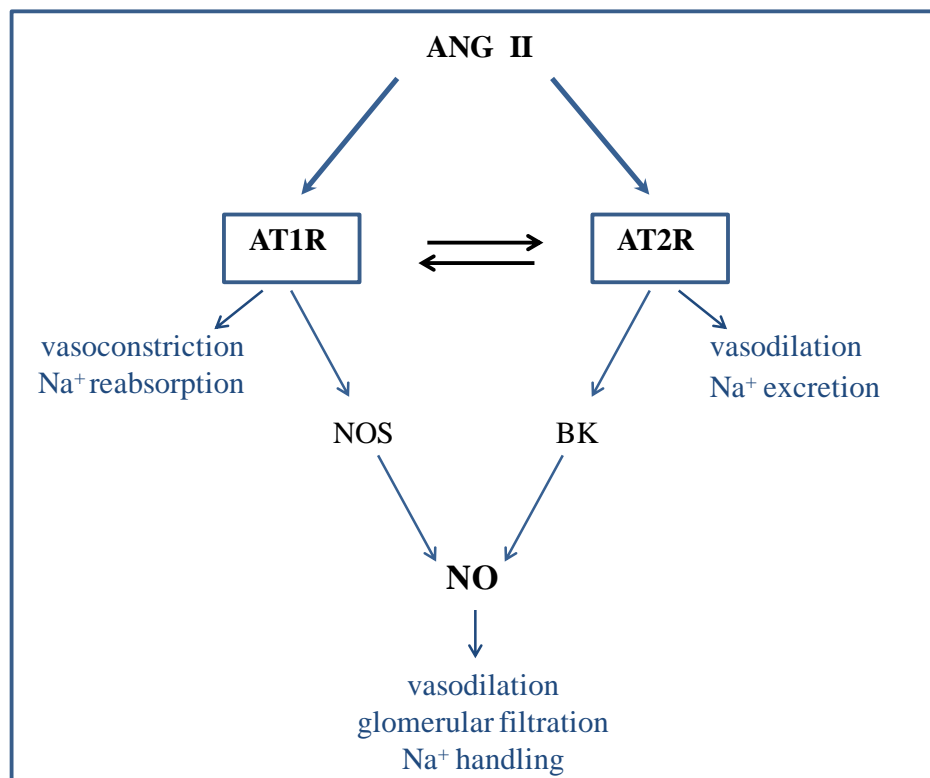 ANG II
AT1R
AT2R
vasoconstriction
Na⁺ reabsorption
vasodilation
Na⁺ excretion
NOS
BK
NO
vasodilation
glomerular filtration
Na⁺ handling